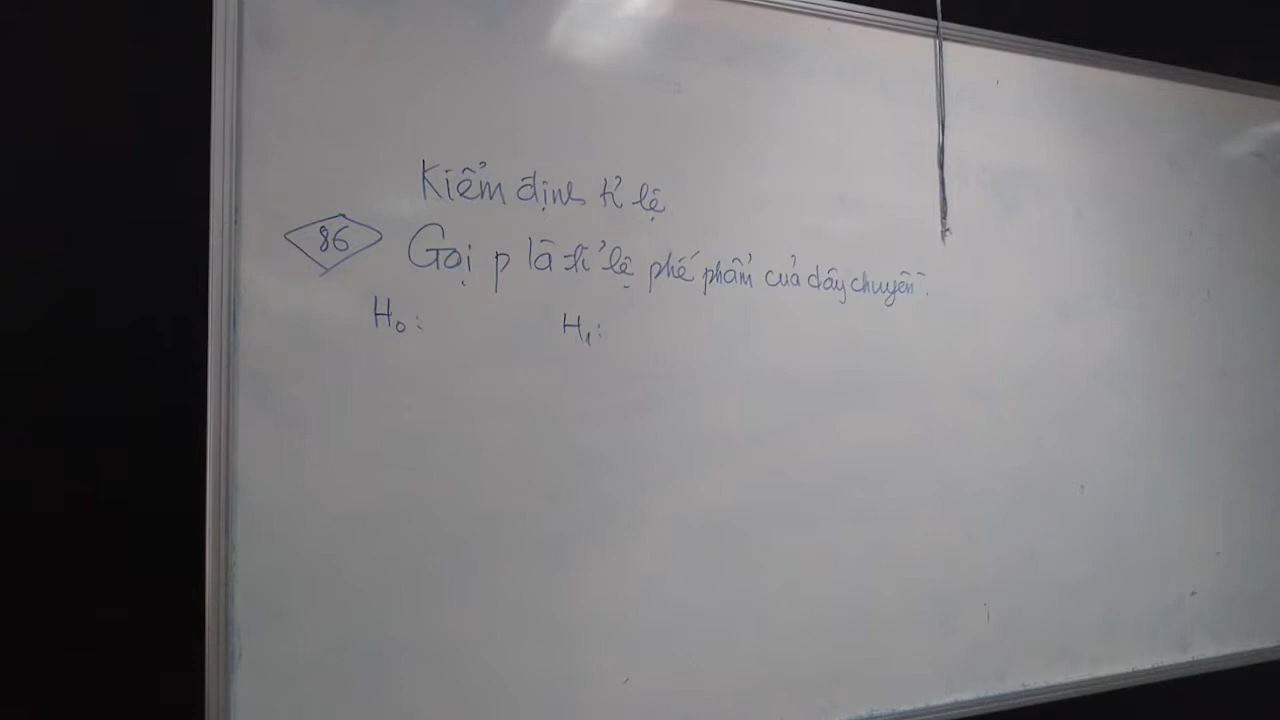 Kiểm định tỉ lệ
86 Gọi p là tỉ lệ phế phẩm của dây chuyền.
H₀: H₁: